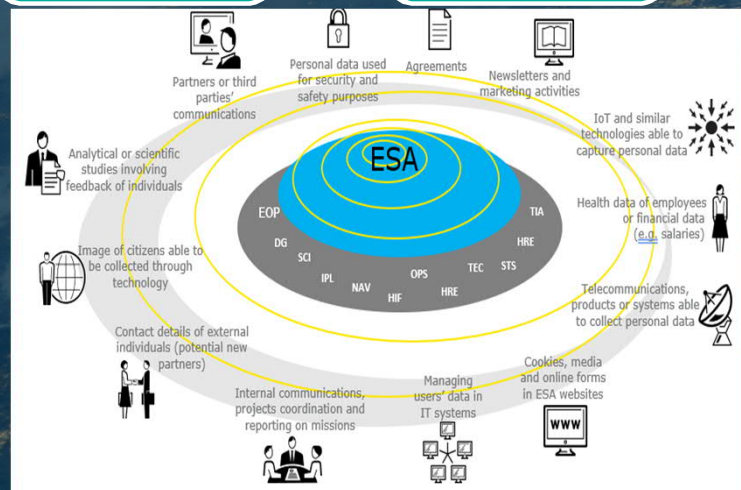 Partners or third
parties'
communications
Personal data used
for security and
safety purposes
Agreements
Newsletters and
marketing activities
IoT and similar
technologies able to
capture personal data
Health data of employees
or financial data
(e.g. salaries)
Telecommunications,
products or systems able
to collect personal data
Cookies, media
and online forms
in ESA websites
WWW
Managing
users' data in
IT systems
Internal communications,
projects coordination and
reporting on missions
Contact details of external
individuals (potential new
partners)
Image of citizens able to
be collected through
technology
Analytical or scientific
studies involving
feedback of individuals
ESA
EOP
DG
SCI
IPL
NAV
HIF
OPS
HRE
TEC
STS
HRE
TIA